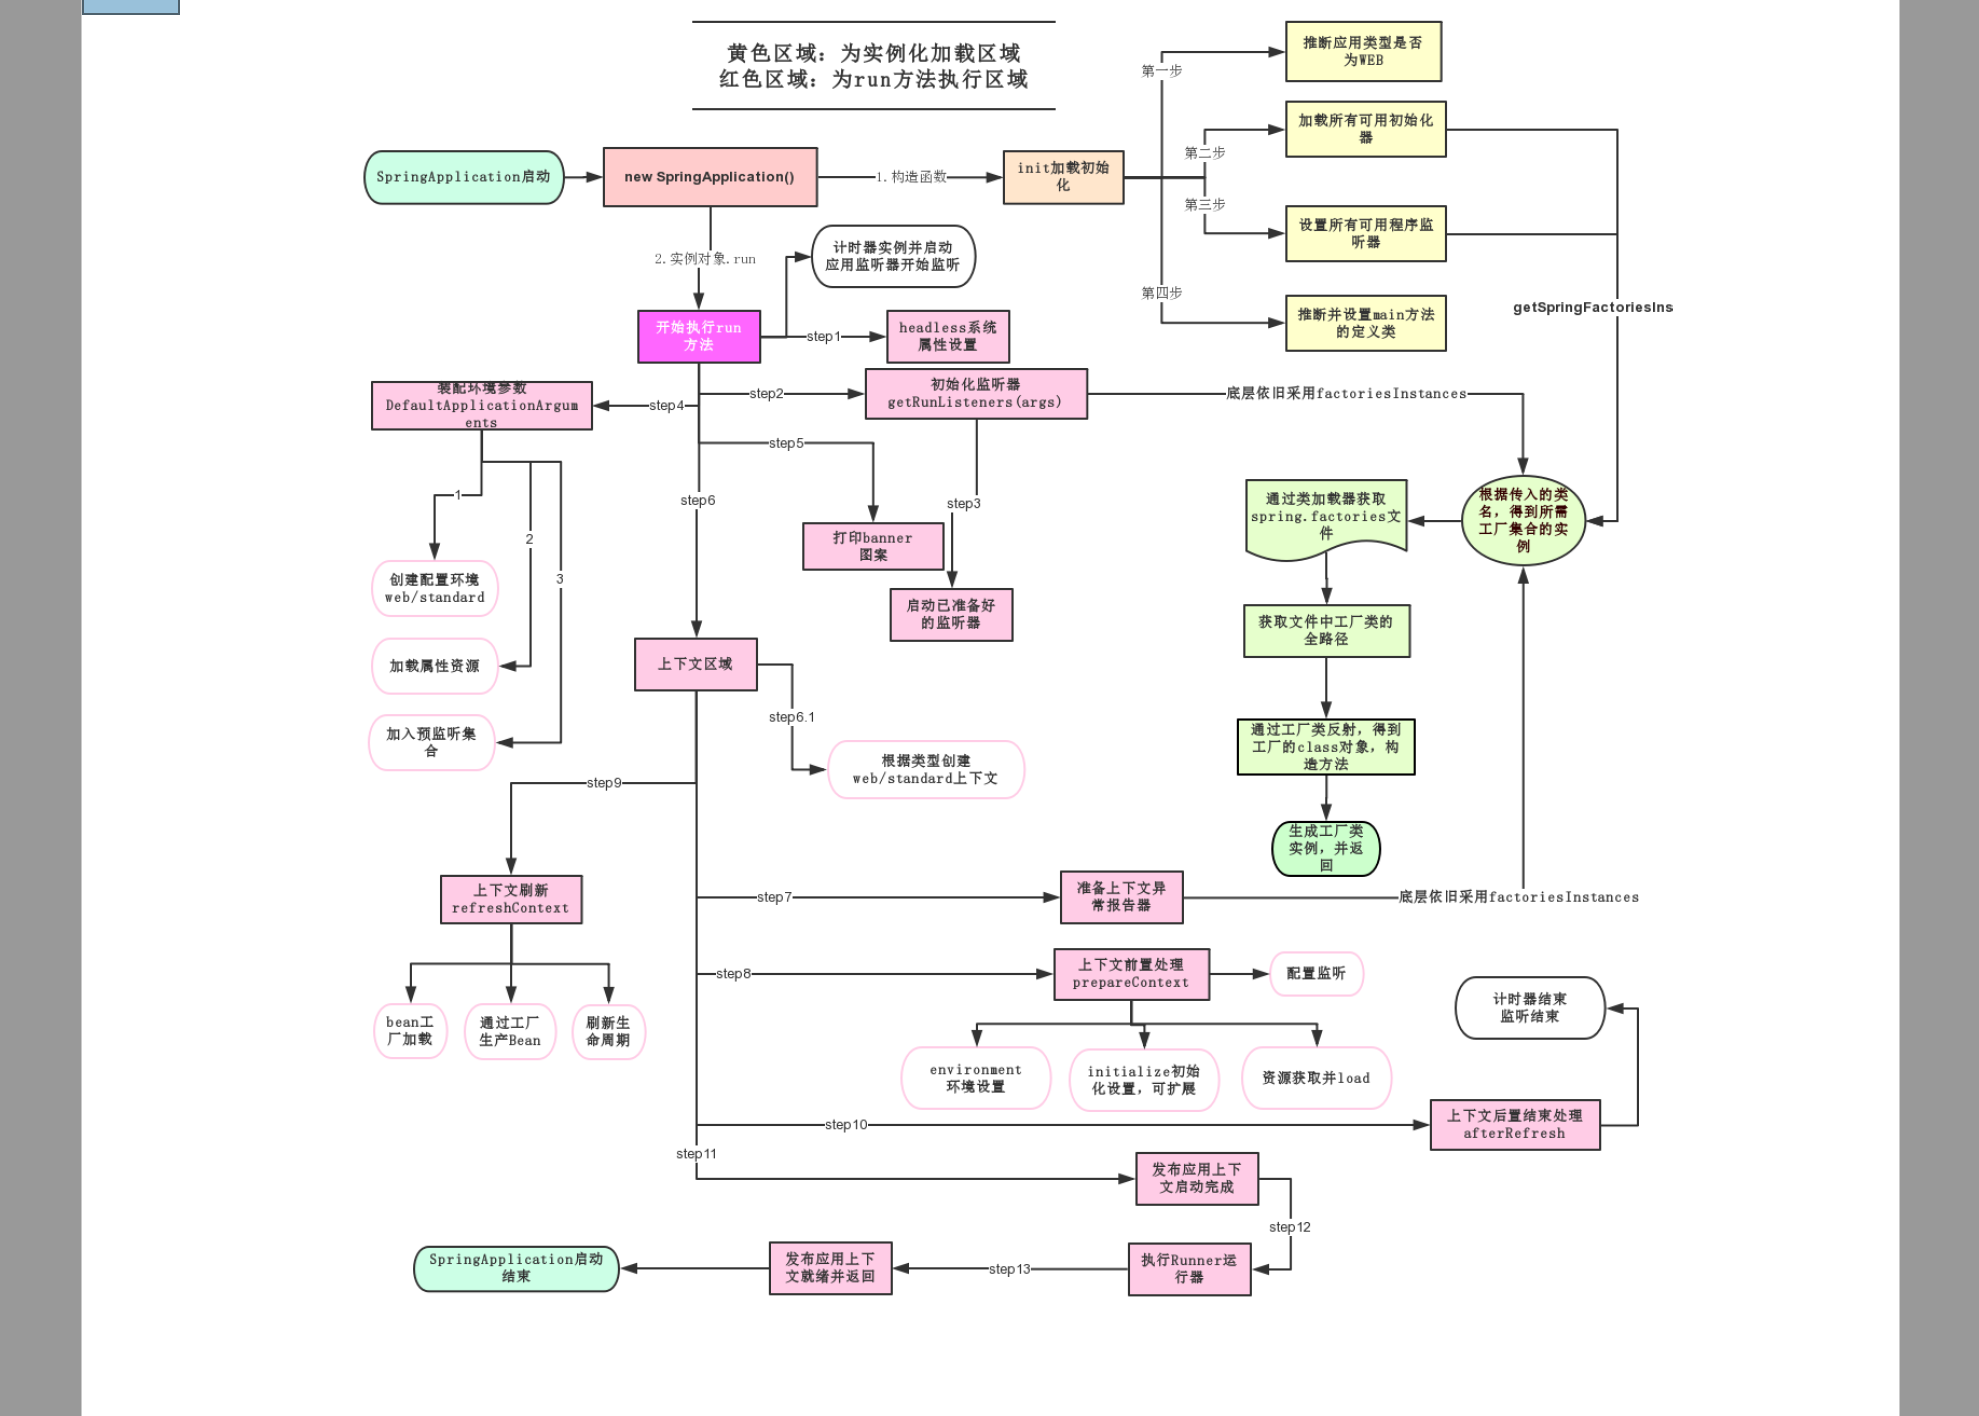 黄色区域：为实例化加载区域
红色区域：为run方法执行区域
推断应用类型是否
为WEB
第一步
加载所有可用初始化
器
第二步
SpringApplication启动
new SpringApplication()
1.构造函数
init加载初始
化
第三步
设置所有可用程序监
听器
计时器实例并启动
应用监听器开始监听
2.实例对象.run
第四步
推断并设置main方法
的定义类
getSpringFactoriesIns
开始执行run
方法
step1
headless系统
属性设置
装配环境参数
DefaultApplicationArgum
ents
step4
step2
初始化监听器
getRunListeners(args)
底层依旧采用factoriesInstances
step5
step6
step3
1
2
3
通过类加载器获取
spring.factories文
件
根据传入的类
名，得到所需
工厂集合的实
例
打印banner
图案
创建配置环境
web/standard
启动已准备好
的监听器
获取文件中工厂类的
全路径
加载属性资源
上下文区域
step6.1
加入预监听集
合
通过工厂类反射，得到
工厂的class对象，构
造方法
根据类型创建
web/standard上下文
step9
生成工厂类
实例，并返
回
上下文刷新
refreshContext
step7
准备上下文异
常报告器
底层依旧采用factoriesInstances
step8
上下文前置处理
prepareContext
配置监听
bean工
厂加载
通过工厂
生产Bean
刷新生
命周期
计时器结束
监听结束
environment
环境设置
initialize初始
化设置，可扩展
资源获取并load
step10
上下文后置结束处理
afterRefresh
step11
发布应用上下
文启动完成
step12
SpringApplication启动
结束
发布应用上下
文就绪并返回
step13
执行Runner运
行器